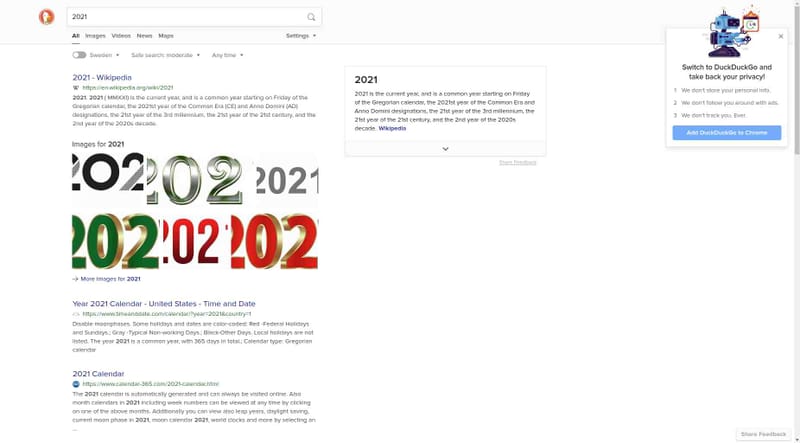 2021
All Images Videos News Maps Settings
Sweden Safe search: moderate Any time
2021 - Wikipedia
https://en.wikipedia.org/wiki/2021
2021. 2021 ( MMXXI) is the current year, and is a common year starting on Friday of
the Gregorian calendar, the 2021st year of the Common Era (CE) and Anno Domini (AD)
designations, the 21st year of the 3rd millennium, the 21st year of the 21st century, and the
2nd year of the 2020s decade.
Images for 2021
202
202
2021
202
202
202
More Images for 2021
Year 2021 Calendar - United States - Time and Date
https://www.timeanddate.com/calendar/?year=2021&country=1
Disable moonphases. Some holidays and dates are color-coded: Red -Federal Holidays
and Sundays.; Gray -Typical Non-working Days.; Black-Other Days. Local holidays are not
listed. The year 2021 is a common year, with 365 days in total.; Calendar type: Gregorian
calendar
2021 Calendar
https://www.calendar-365.com/2021-calendar.html
The 2021 calendar is automatically generated and can always be visited online. Also
month calendars in 2021 including week numbers can be viewed at any time by clicking
on one of the above months. Additionally you can view also leap years, daylight saving,
current moon phase in 2021, moon calendar 2021, world clocks and more by selecting an
...
2021
2021 is the current year, and is a common year starting on Friday
of the Gregorian calendar, the 2021st year of the Common Era and
Anno Domini designations, the 21st year of the 3rd millennium, the
21st year of the 21st century, and the 2nd year of the 2020s
decade. Wikipedia
Share Feedback
Switch to DuckDuckGo and
take back your privacy!
1 We don't store your personal info.
2 We don't follow you around with ads.
3 We don't track you. Ever.
Add DuckDuckGo to Chrome
Share Feedback